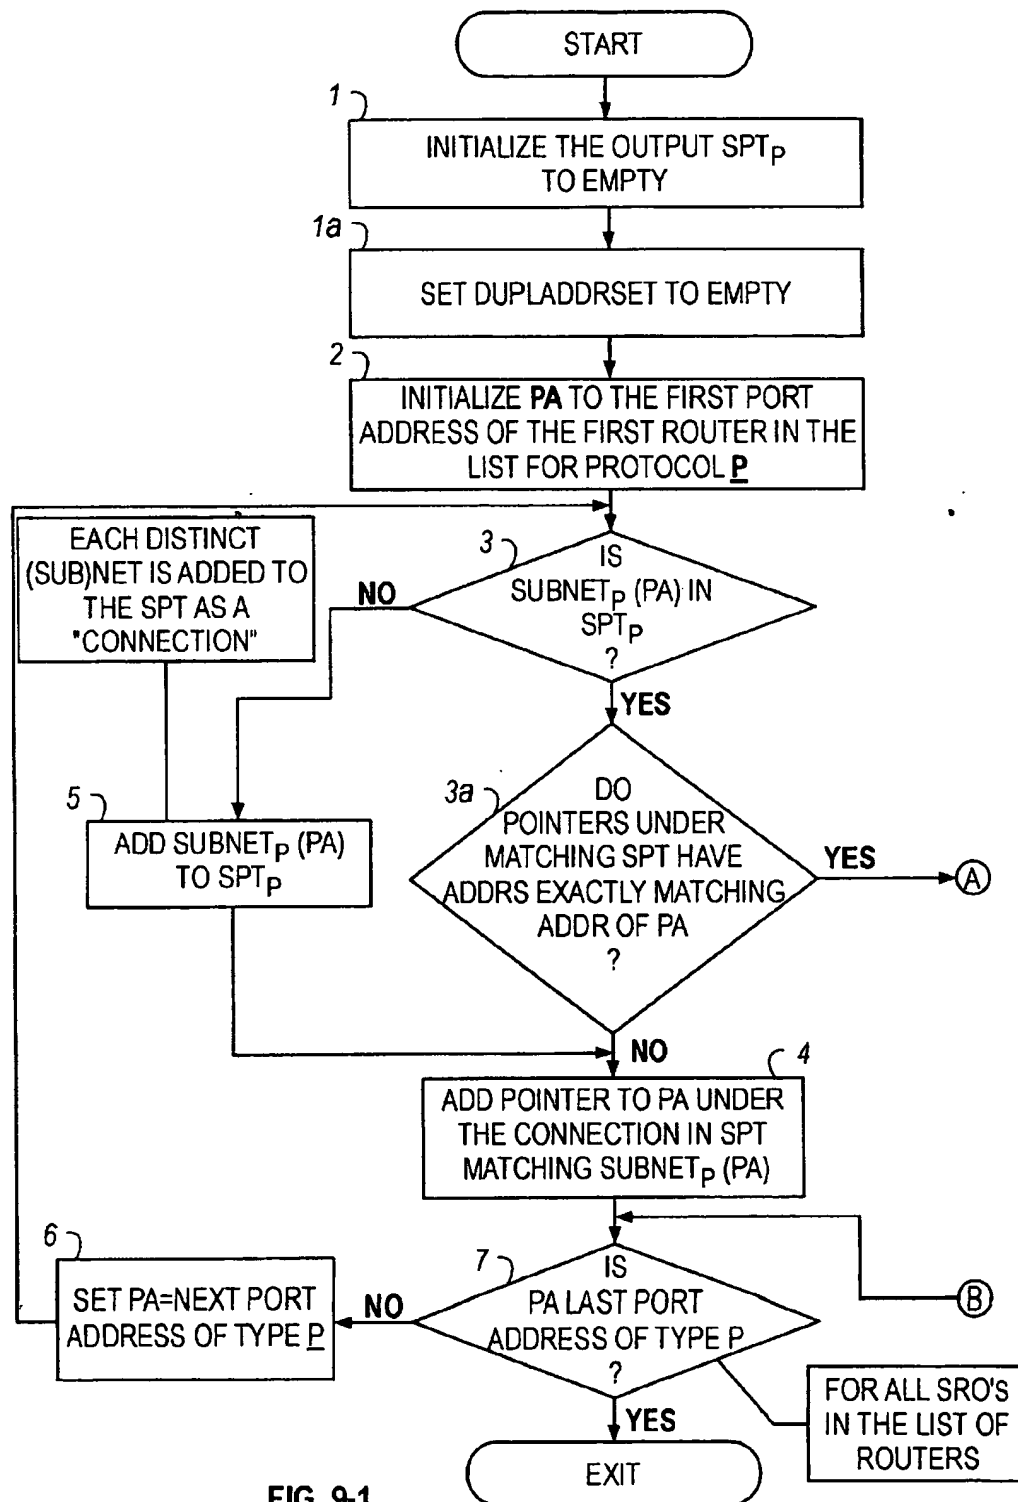 START
1
INITIALIZE THE OUTPUT SPTP
TO EMPTY
1a
SET DUPLADDRSET TO EMPTY
2
INITIALIZE PA TO THE FIRST PORT
ADDRESS OF THE FIRST ROUTER IN THE
LIST FOR PROTOCOL P
EACH DISTINCT
(SUB)NET IS ADDED TO
THE SPT AS A
"CONNECTION"
3
IS
SUBNETP (PA) IN
SPTP
?
NO
YES
3a
DO
POINTERS UNDER
MATCHING SPT HAVE
ADDRS EXACTLY MATCHING
ADDR OF PA
?
YES
A
5
ADD SUBNETP (PA)
TO SPTP
NO
4
ADD POINTER TO PA UNDER
THE CONNECTION IN SPT
MATCHING SUBNETP (PA)
6
SET PA=NEXT PORT
ADDRESS OF TYPE P
NO
7
IS
PA LAST PORT
ADDRESS OF TYPE P
?
B
YES
FOR ALL SRO'S
IN THE LIST OF
ROUTERS
EXIT
FIG. 9-1